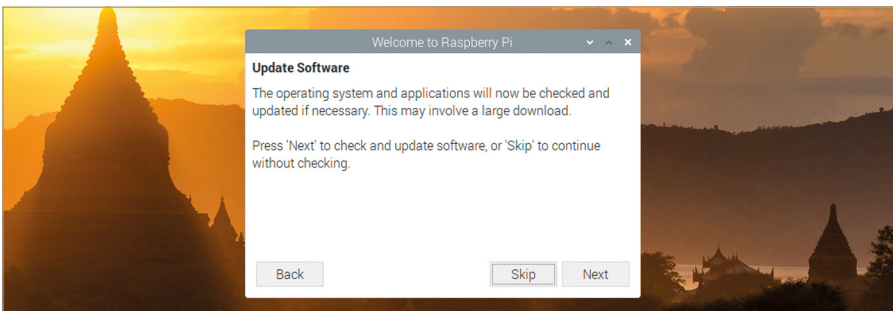 Welcome to Raspberry Pi
Update Software
The operating system and applications will now be checked and
updated if necessary. This may involve a large download.
Press 'Next' to check and update software, or 'Skip' to continue
without checking.
Back Skip Next